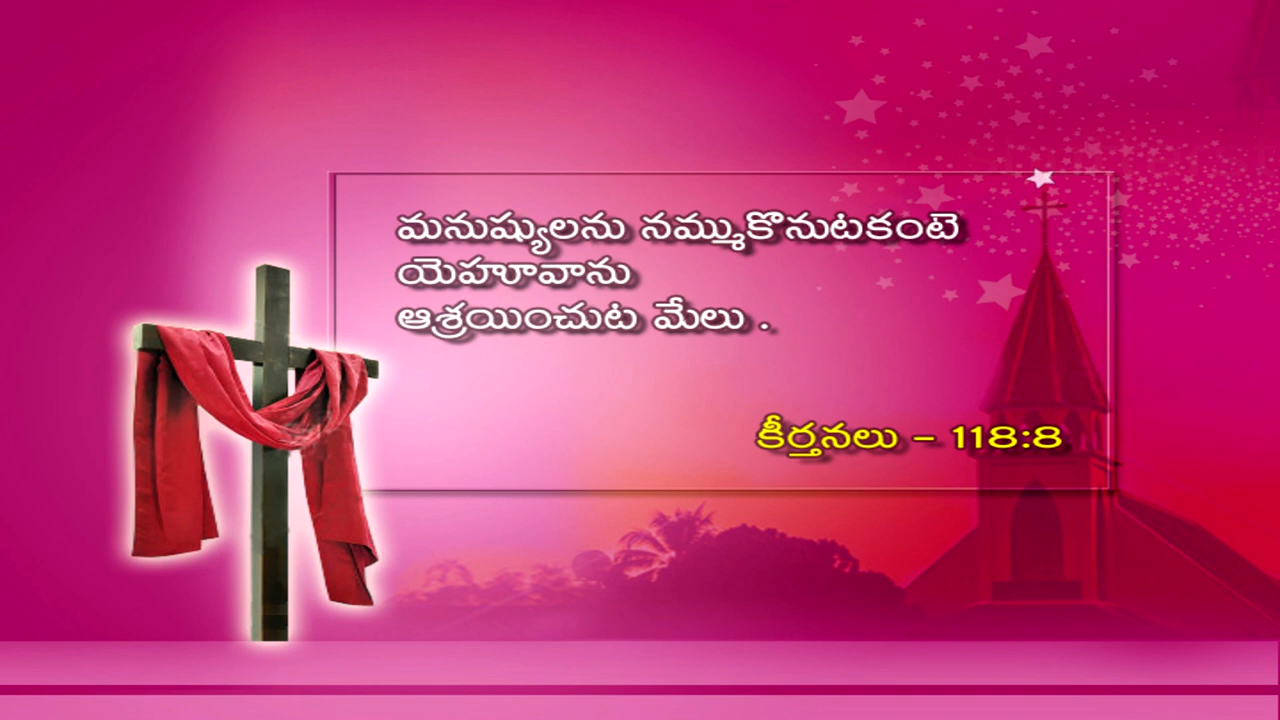 మనుష్యులను నమ్ముకొనుటకంటె
యెహూవాను
ఆశ్రయించుట మేలు .
కీర్తనలు – 118:8